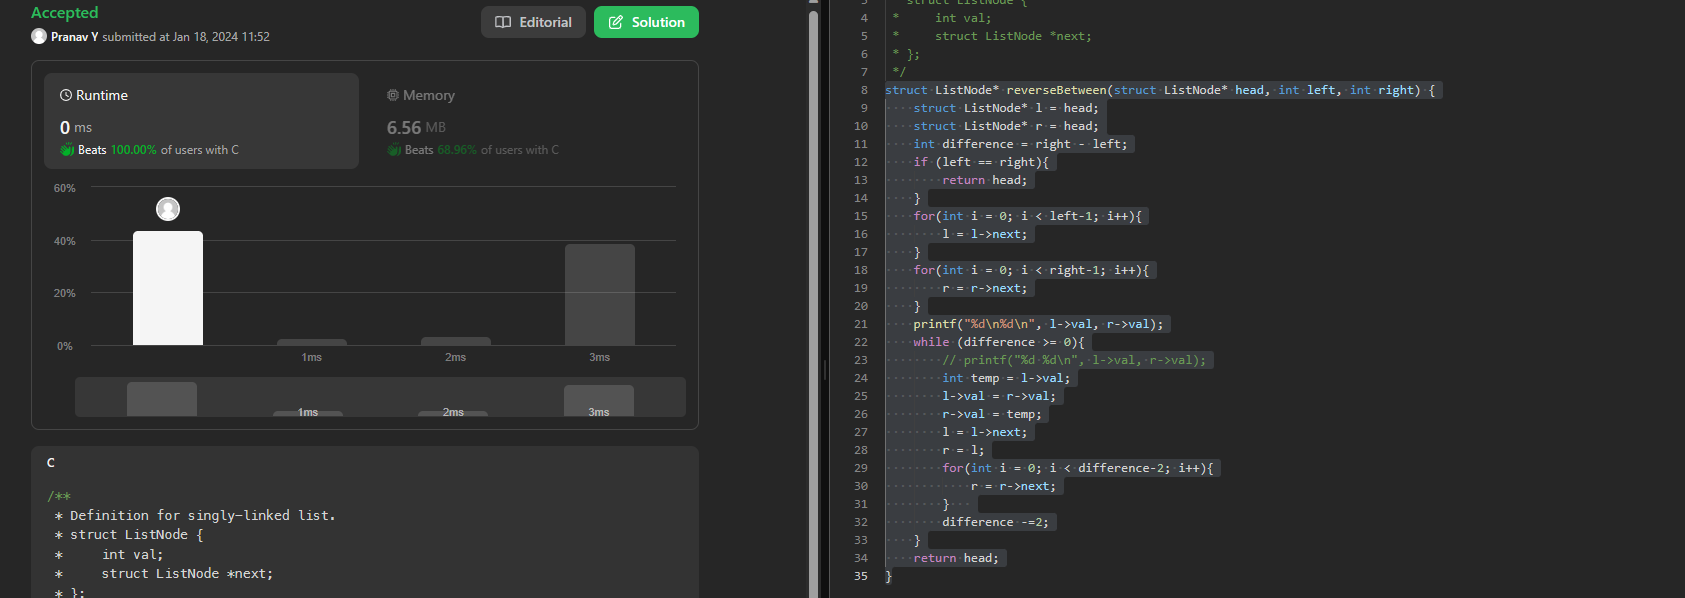 Accepted
Editorial
Solution
Pranav Y submitted at Jan 18, 2024 11:52
Runtime
0 ms
Beats 100.00% of users with C
Memory
6.56 MB
Beats 68.96% of users with C
60%
40%
20%
0%
1ms
2ms
3ms
1ms
2ms
3ms
C
/**
* Definition for singly-linked list.
* struct ListNode {
*     int val;
*     struct ListNode *next;
* };
3 * struct ListNode {
4 *     int val;
5 *     struct ListNode *next;
6 * };
7 */
8 struct ListNode* reverseBetween(struct ListNode* head, int left, int right) {
9     struct ListNode* l = head;
10     struct ListNode* r = head;
11     int difference = right - left;
12     if (left == right){
13         return head;
14     }
15     for(int i = 0; i < left-1; i++){
16         l = l->next;
17     }
18     for(int i = 0; i < right-1; i++){
19         r = r->next;
20     }
21     printf("%d\n%d\n", l->val, r->val);
22     while (difference >= 0){
23         // printf("%d %d\n", l->val, r->val);
24         int temp = l->val;
25         l->val = r->val;
26         r->val = temp;
27         l = l->next;
28         r = l;
29         for(int i = 0; i < difference-2; i++){
30             r = r->next;
31         }
32         difference -=2;
33     }
34     return head;
35 }